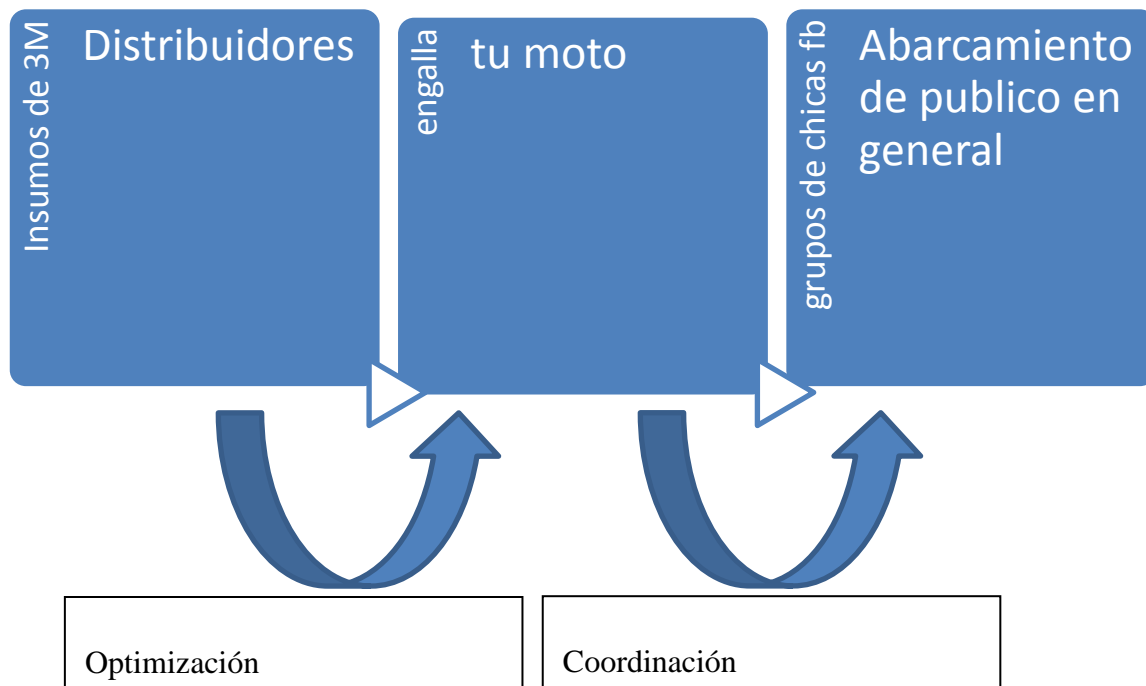 Insumos de 3M
Distribuidores
engalla
tu moto
grupos de chicas fb
Abarcamiento
de publico en
general
Optimización
Coordinación